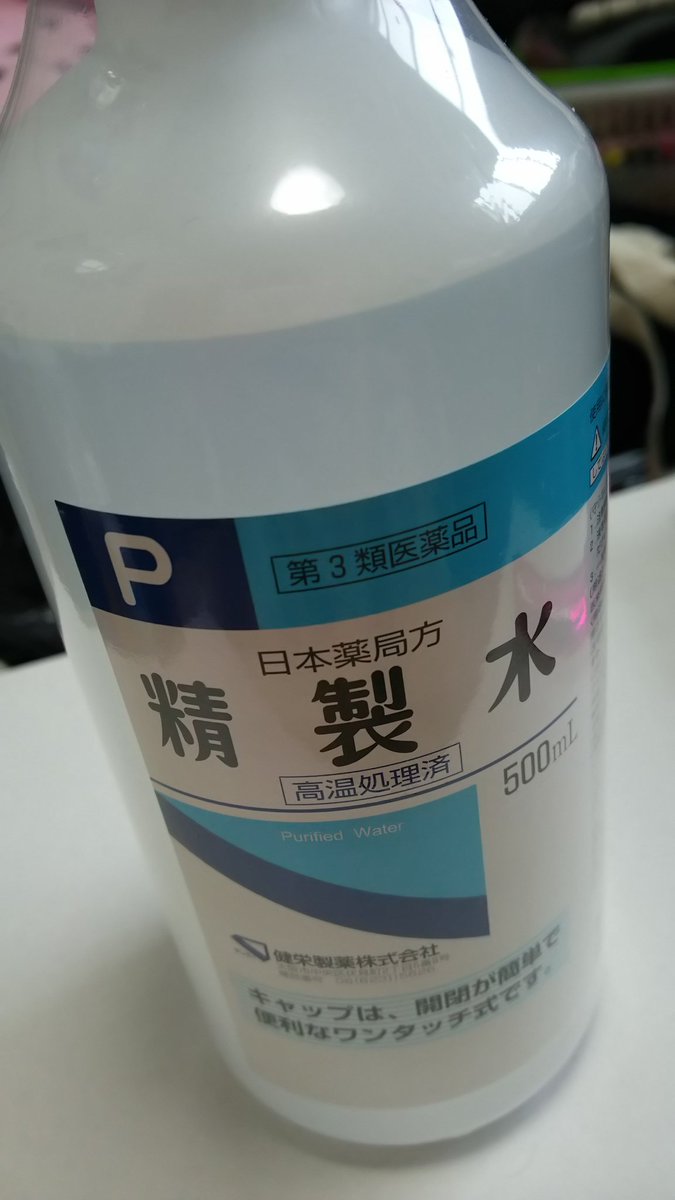 P
第3類医薬品
日本薬局方
精製水
高温処理済
500mL
Purified Water
健栄製薬株式会社
キャップは、開閉が簡単で
便利なワンタッチ式です。